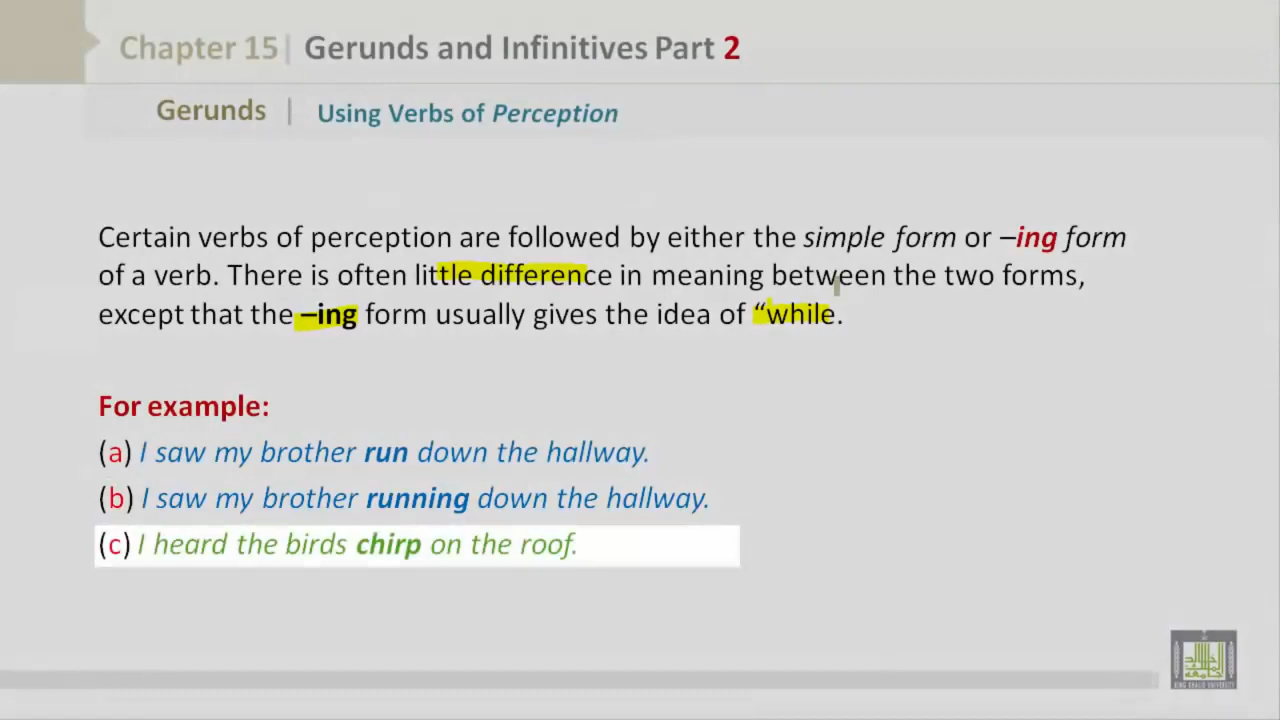 Chapter 15 | Gerunds and Infinitives Part 2
Gerunds | Using Verbs of Perception
Certain verbs of perception are followed by either the simple form or –ing form
of a verb. There is often little difference in meaning between the two forms,
except that the –ing form usually gives the idea of “while.
For example:
(a) I saw my brother run down the hallway.
(b) I saw my brother running down the hallway.
(c) I heard the birds chirp on the roof.
KING KHALID UNIVERSITY